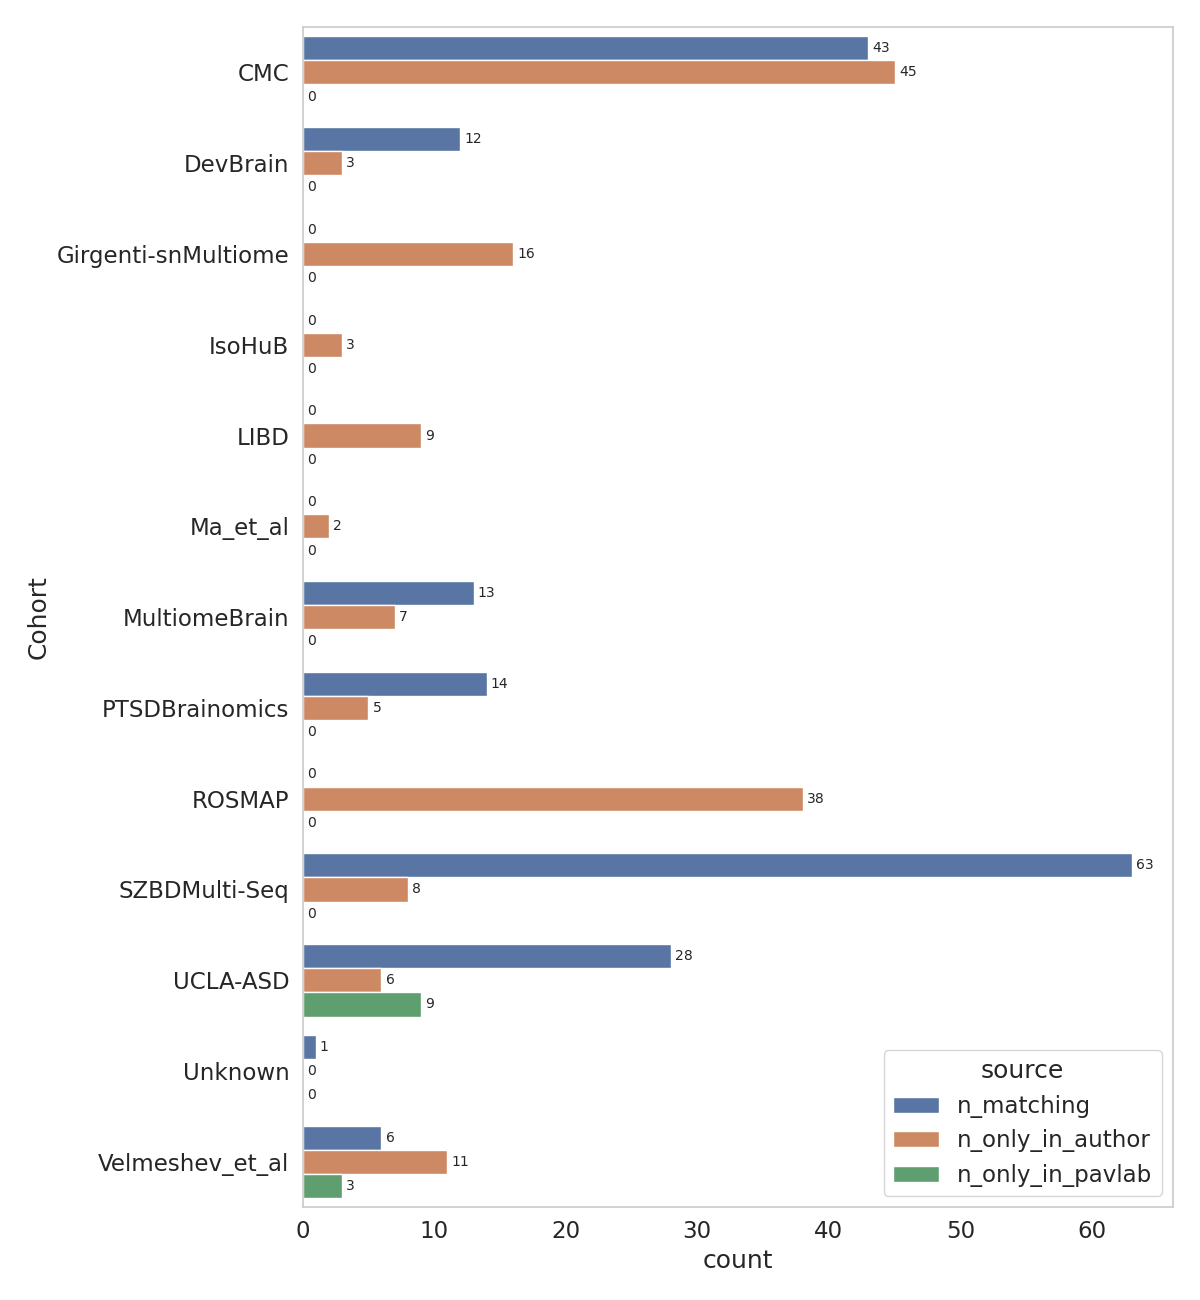 CMC
43
45
0
DevBrain
12
3
0
Girgenti-snMultiome
0
16
0
IsoHuB
0
3
0
LIBD
0
9
0
Ma_et_al
0
2
0
MultiomeBrain
13
7
0
PTSDBrainomics
14
5
0
ROSMAP
0
38
0
SZBDMulti-Seq
63
8
0
UCLA-ASD
28
6
9
Unknown
1
0
0
Velmeshev_et_al
6
11
3
Cohort
source
n_matching
n_only_in_author
n_only_in_pavlab
0 10 20 30 40 50 60
count